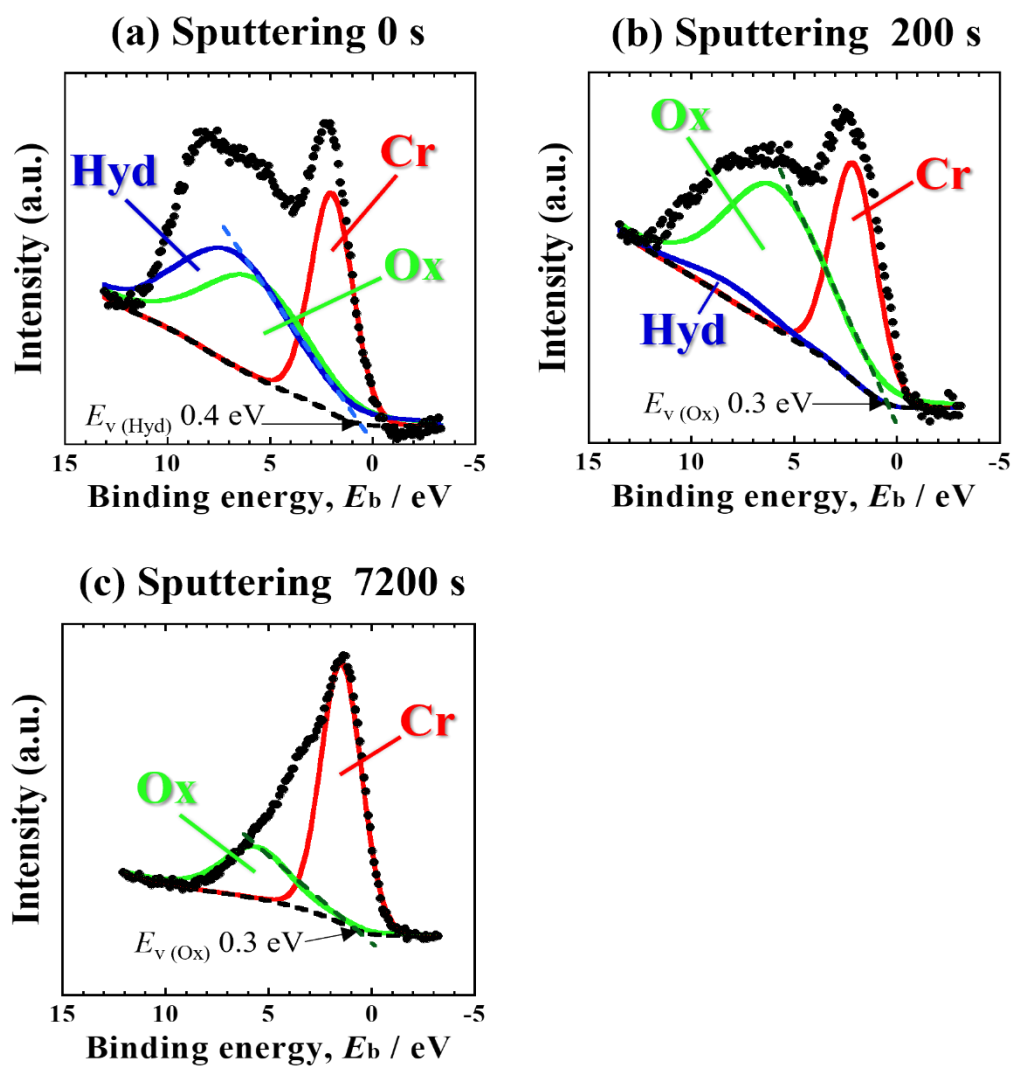 (a) Sputtering 0 s
Intensity (a.u.)
Hyd
Cr
Ox
Ev (Hyd) 0.4 eV
15 10 5 0 -5
Binding energy, Eb / eV
(b) Sputtering 200 s
Intensity (a.u.)
Ox
Cr
Hyd
Ev (Ox) 0.3 eV
15 10 5 0 -5
Binding energy, Eb / eV
(c) Sputtering 7200 s
Intensity (a.u.)
Cr
Ox
Ev (Ox) 0.3 eV
15 10 5 0 -5
Binding energy, Eb / eV